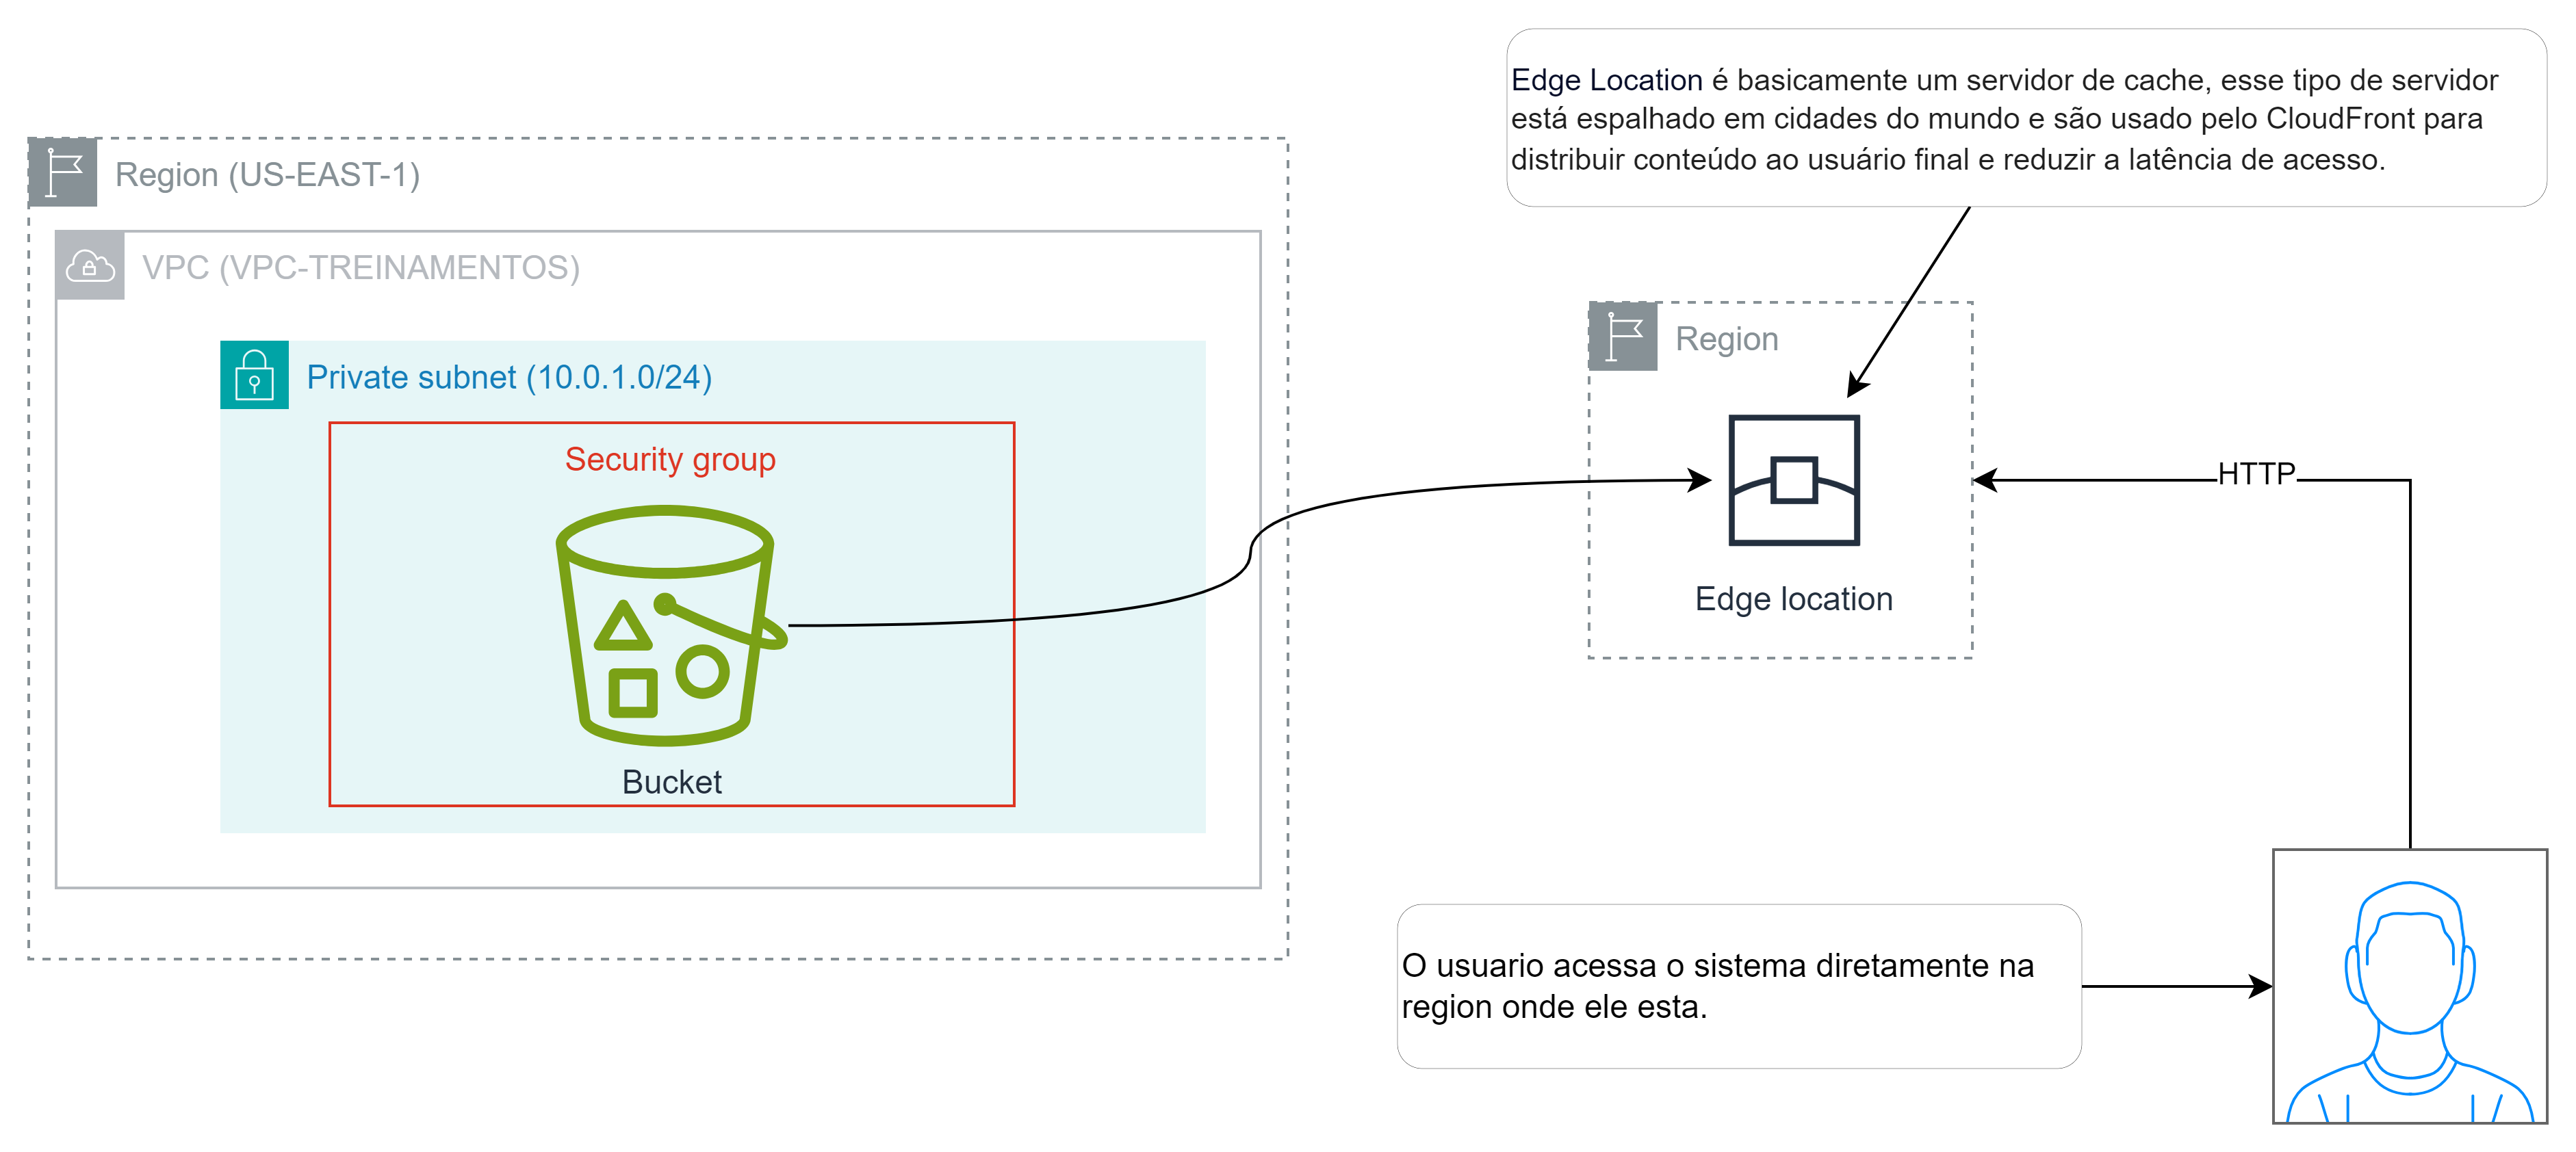 Edge Location é basicamente um servidor de cache, esse tipo de servidor
está espalhado em cidades do mundo e são usado pelo CloudFront para
distribuir conteúdo ao usuário final e reduzir a latência de acesso.
Region (US-EAST-1)
VPC (VPC-TREINAMENTOS)
Private subnet (10.0.1.0/24)
Security group
Bucket
Region
Edge location
HTTP
O usuario acessa o sistema diretamente na
region onde ele esta.